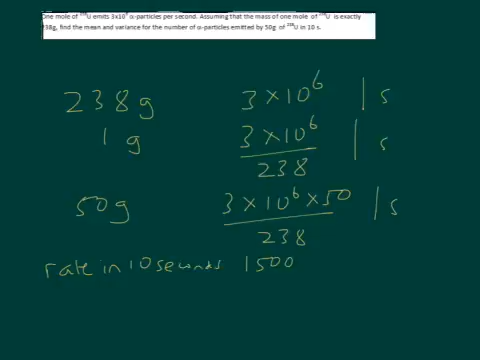 One mole of ²³⁸U emits 3x10⁶ α-particles per second. Assuming that the mass of one mole of ²³⁸U is exactly
238g, find the mean and variance for the number of α-particles emitted by 50g of ²³⁸U in 10 s.
238g 3 × 10⁶ | s
1 g 3 × 10⁶ / 238 | s
50g 3 × 10⁶ × 50 / 238 | s
rate in 10 seconds 1500